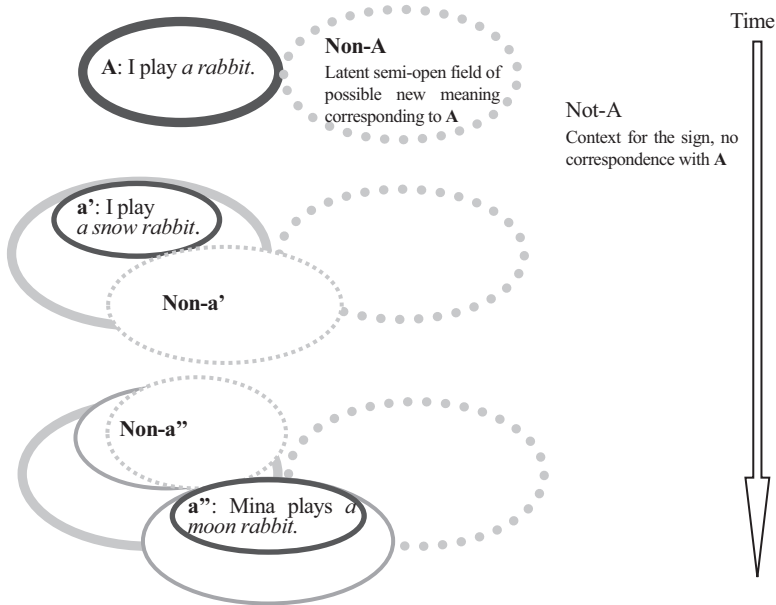 Time
A: I play a rabbit.
Non-A
Latent semi-open field of
possible new meaning
corresponding to A
Not-A
Context for the sign, no
correspondence with A
a’: I play
a snow rabbit.
Non-a’
Non-a’’
a’’: Mina plays a
moon rabbit.